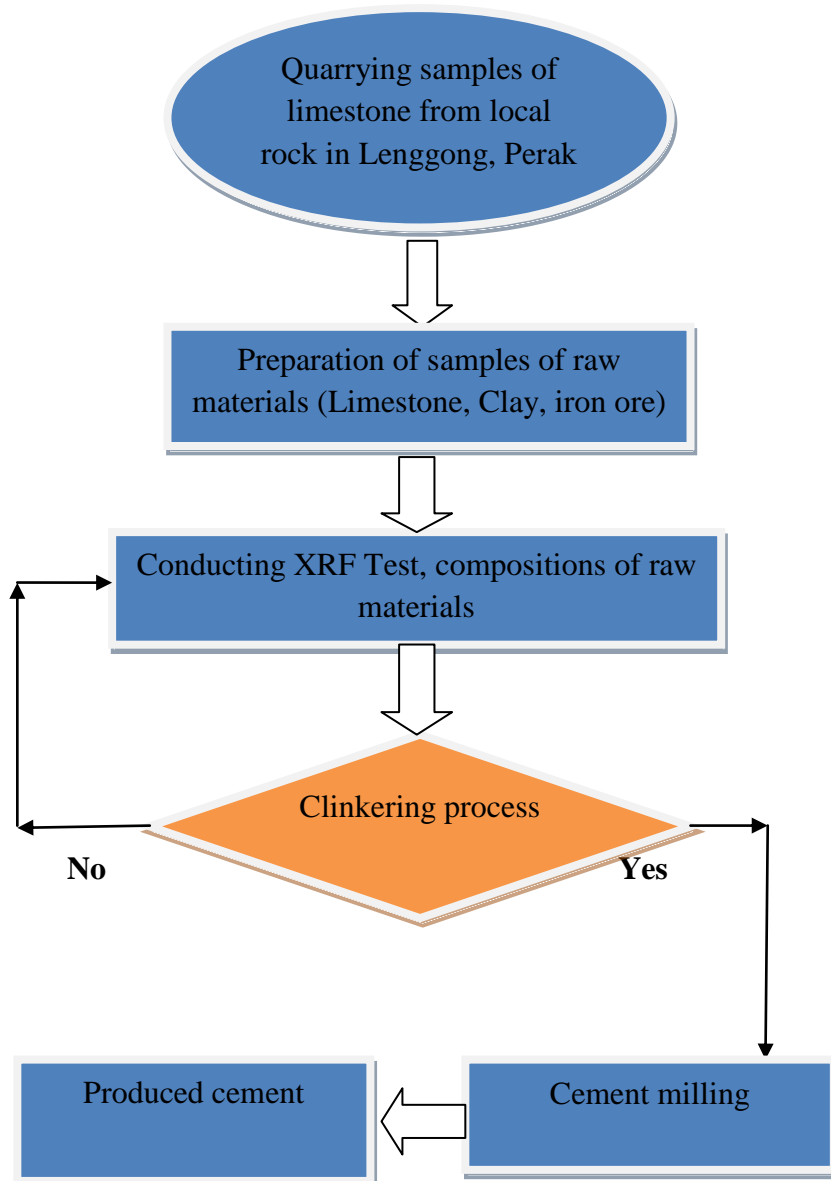 Quarrying samples of
limestone from local
rock in Lenggong, Perak
Preparation of samples of raw
materials (Limestone, Clay, iron ore)
Conducting XRF Test, compositions of raw
materials
Clinkering process
No
Yes
Produced cement
Cement milling